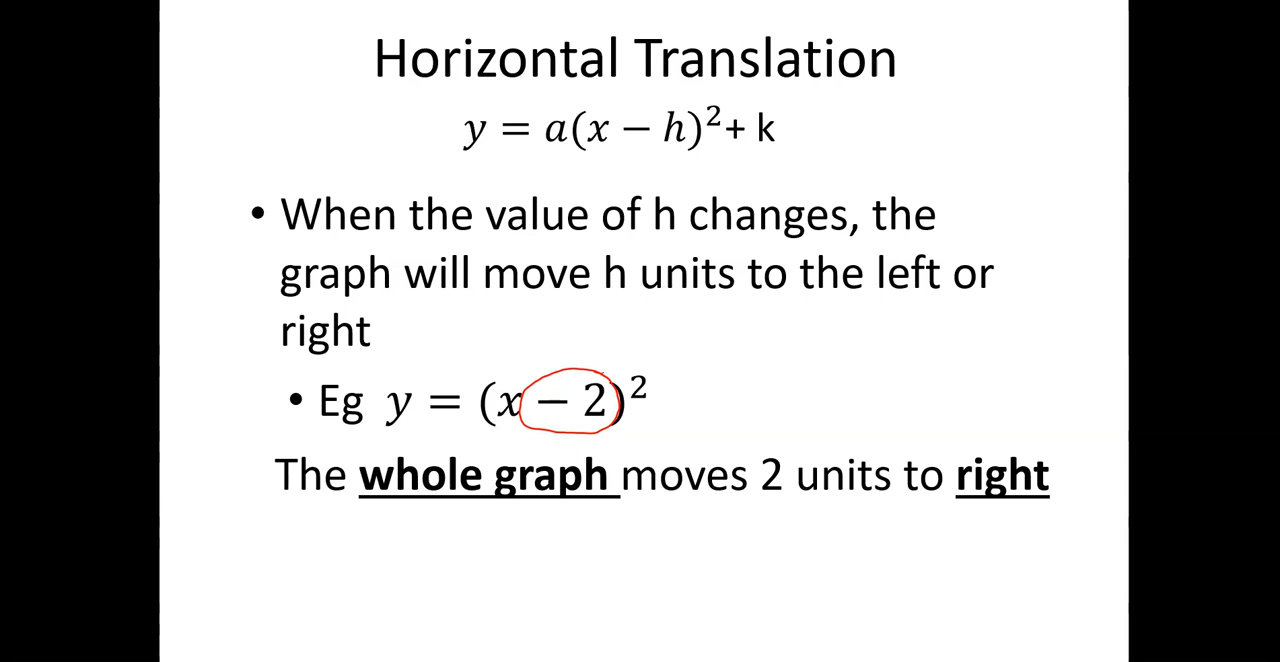 Horizontal Translation
y = a(x − h)²+ k
• When the value of h changes, the
graph will move h units to the left or
right
• Eg y = (x − 2)²
The whole graph moves 2 units to right